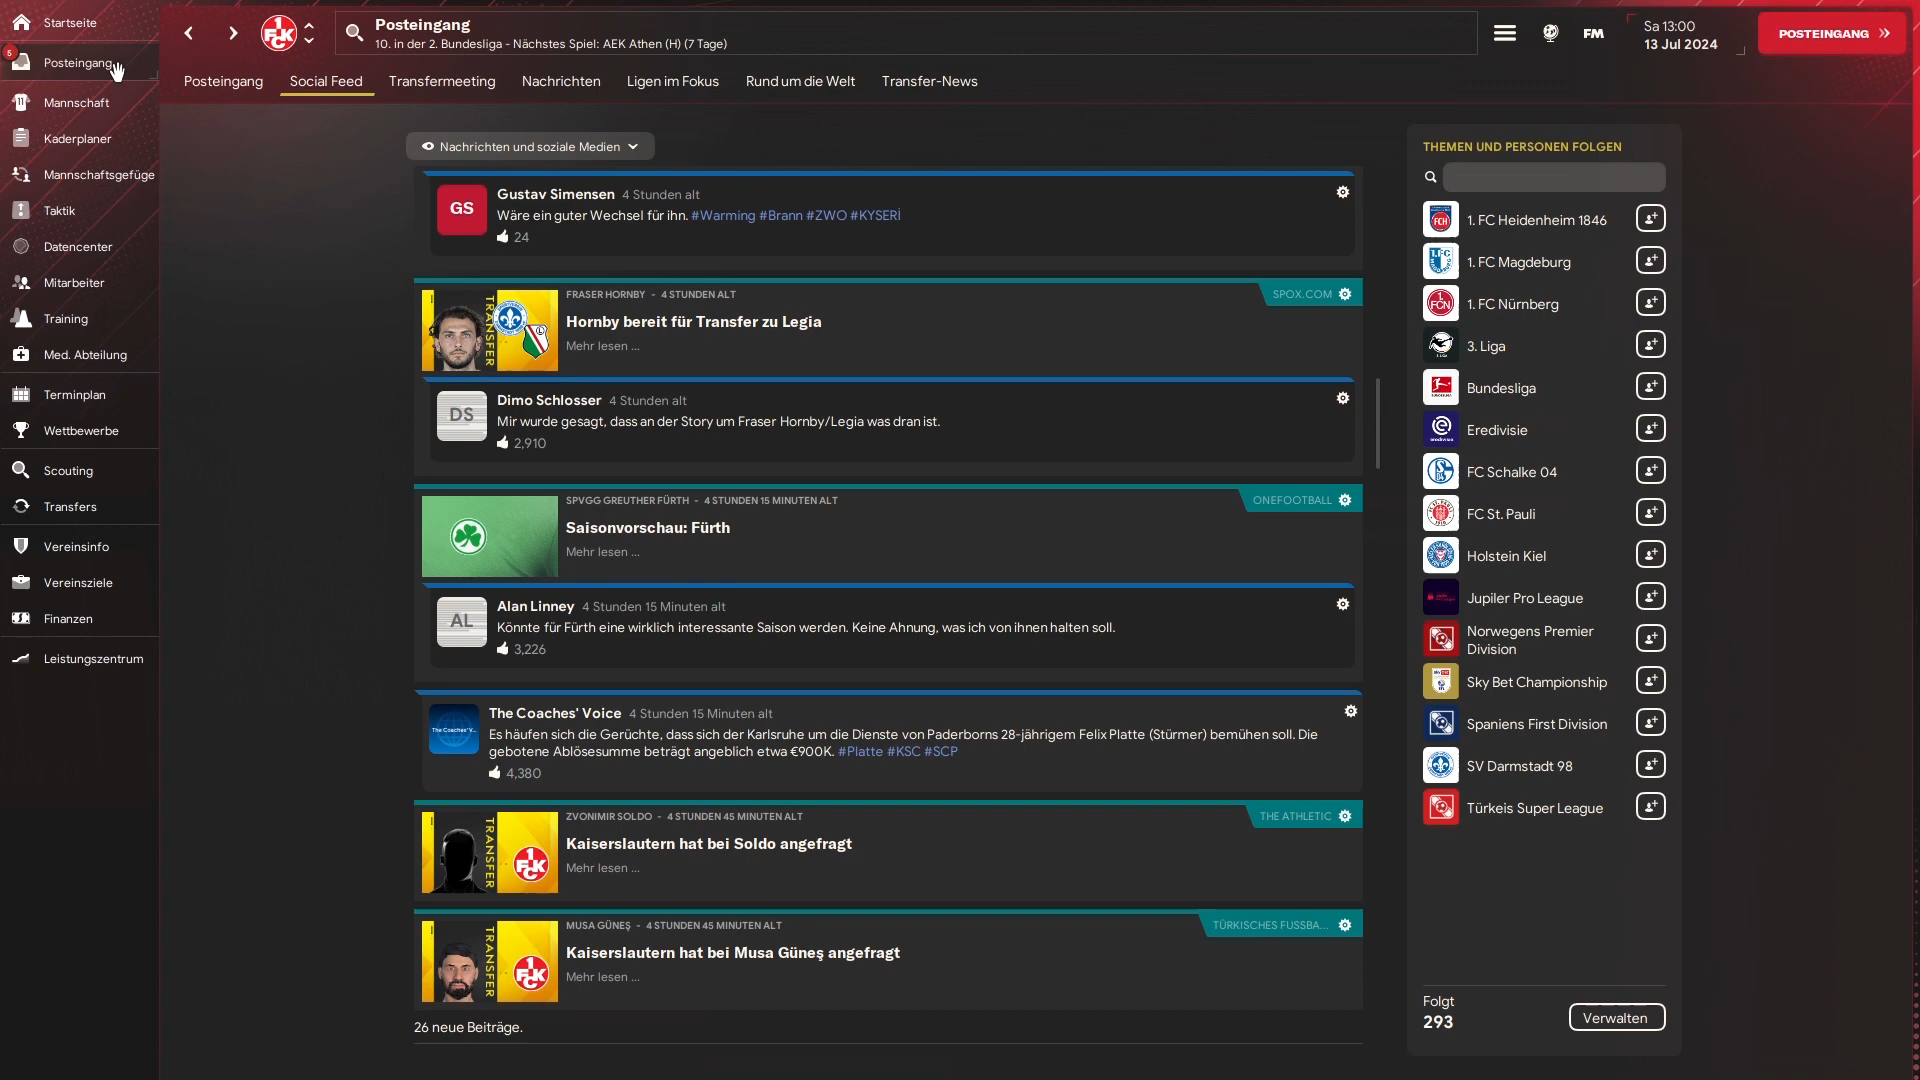 Startseite
5
Posteingang
Mannschaft
Kaderplaner
Mannschaftsgefüge
Taktik
Datencenter
Mitarbeiter
Training
Med. Abteilung
Terminplan
Wettbewerbe
Scouting
Transfers
Vereinsinfo
Vereinsziele
Finanzen
Leistungszentrum
Posteingang
10. in der 2. Bundesliga - Nächstes Spiel: AEK Athen (H) (7 Tage)
FM
Sa 13:00
13 Jul 2024
POSTEINGANG
Posteingang Social Feed Transfermeeting Nachrichten Ligen im Fokus Rund um die Welt Transfer-News
Nachrichten und soziale Medien
GS
Gustav Simensen 4 Stunden alt
Wäre ein guter Wechsel für ihn. #Warming #Brann #ZWO #KYSERİ
24
TRANSFER
FRASER HORNBY - 4 STUNDEN ALT
SPOX.COM
Hornby bereit für Transfer zu Legia
Mehr lesen ...
DS
Dimo Schlosser 4 Stunden alt
Mir wurde gesagt, dass an der Story um Fraser Hornby/Legia was dran ist.
2,910
SPVGG GREUTHER FÜRTH - 4 STUNDEN 15 MINUTEN ALT
ONEFOOTBALL
Saisonvorschau: Fürth
Mehr lesen ...
AL
Alan Linney 4 Stunden 15 Minuten alt
Könnte für Fürth eine wirklich interessante Saison werden. Keine Ahnung, was ich von ihnen halten soll.
3,226
The Coaches' V...
The Coaches' Voice 4 Stunden 15 Minuten alt
Es häufen sich die Gerüchte, dass sich der Karlsruhe um die Dienste von Paderborns 28-jährigem Felix Platte (Stürmer) bemühen soll. Die
gebotene Ablösesumme beträgt angeblich etwa €900K. #Platte #KSC #SCP
4,380
TRANSFER
ZVONIMIR SOLDO - 4 STUNDEN 45 MINUTEN ALT
THE ATHLETIC
Kaiserslautern hat bei Soldo angefragt
Mehr lesen ...
TRANSFER
MUSA GÜNEŞ - 4 STUNDEN 45 MINUTEN ALT
TÜRKISCHES FUSSBA...
Kaiserslautern hat bei Musa Güneş angefragt
Mehr lesen ...
26 neue Beiträge.
THEMEN UND PERSONEN FOLGEN
1. FC Heidenheim 1846
1. FC Magdeburg
1. FC Nürnberg
3. Liga
Bundesliga
Eredivisie
FC Schalke 04
FC St. Pauli
Holstein Kiel
Jupiler Pro League
Norwegens Premier
Division
Sky Bet Championship
Spaniens First Division
SV Darmstadt 98
Türkeis Super League
Folgt
293
Verwalten